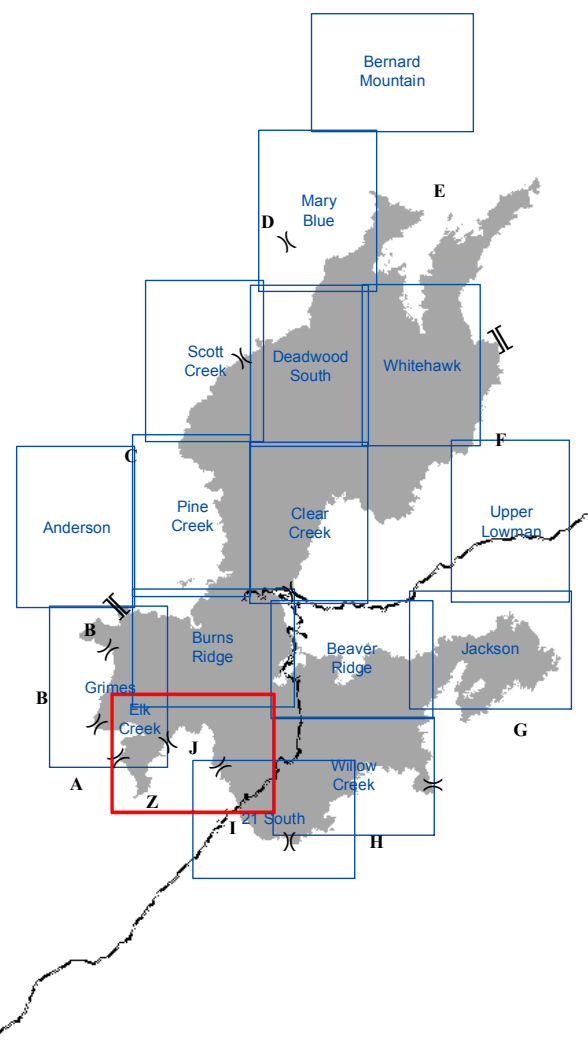 Bernard
Mountain
E
Mary
Blue
D
Scott
Creek
Deadwood
South
Whitehawk
F
C
Pine
Creek
Anderson
Clear
Creek
Upper
Lowman
B
Burns
Ridge
Beaver
Ridge
Jackson
B
Grimes
Elk
Creek
G
J
A
Z
Willow
Creek
I
21 South
H